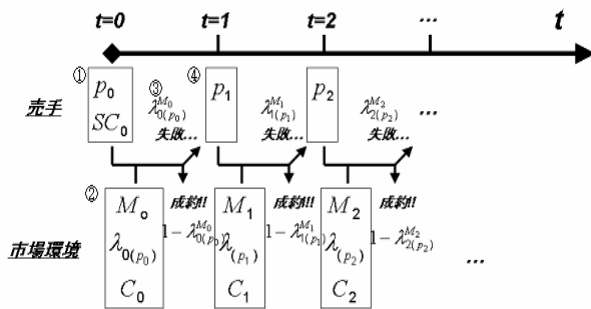 t=0 t=1 t=2 … t
① ③ ④
売手 p₀ SC₀ λ₀₍ₚ₀₎^M₀ p₁ λ₁₍ₚ₁₎^M₁ p₂ λ₂₍ₚ₂₎^M₂ …
失敗… 失敗… 失敗…
②
M₀ 成約!! M₁ 成約!!! M₂ 成約!!
市場環境 λ₀₍ₚ₀₎ 1−λ₀₍ₚ₀₎^M₀ λ₍ₚ₁₎ 1−λ₁₍ₚ₁₎^M₁ λ₍ₚ₂₎ 1−λ₂₍ₚ₂₎^M₂ …
C₀ C₁ C₂